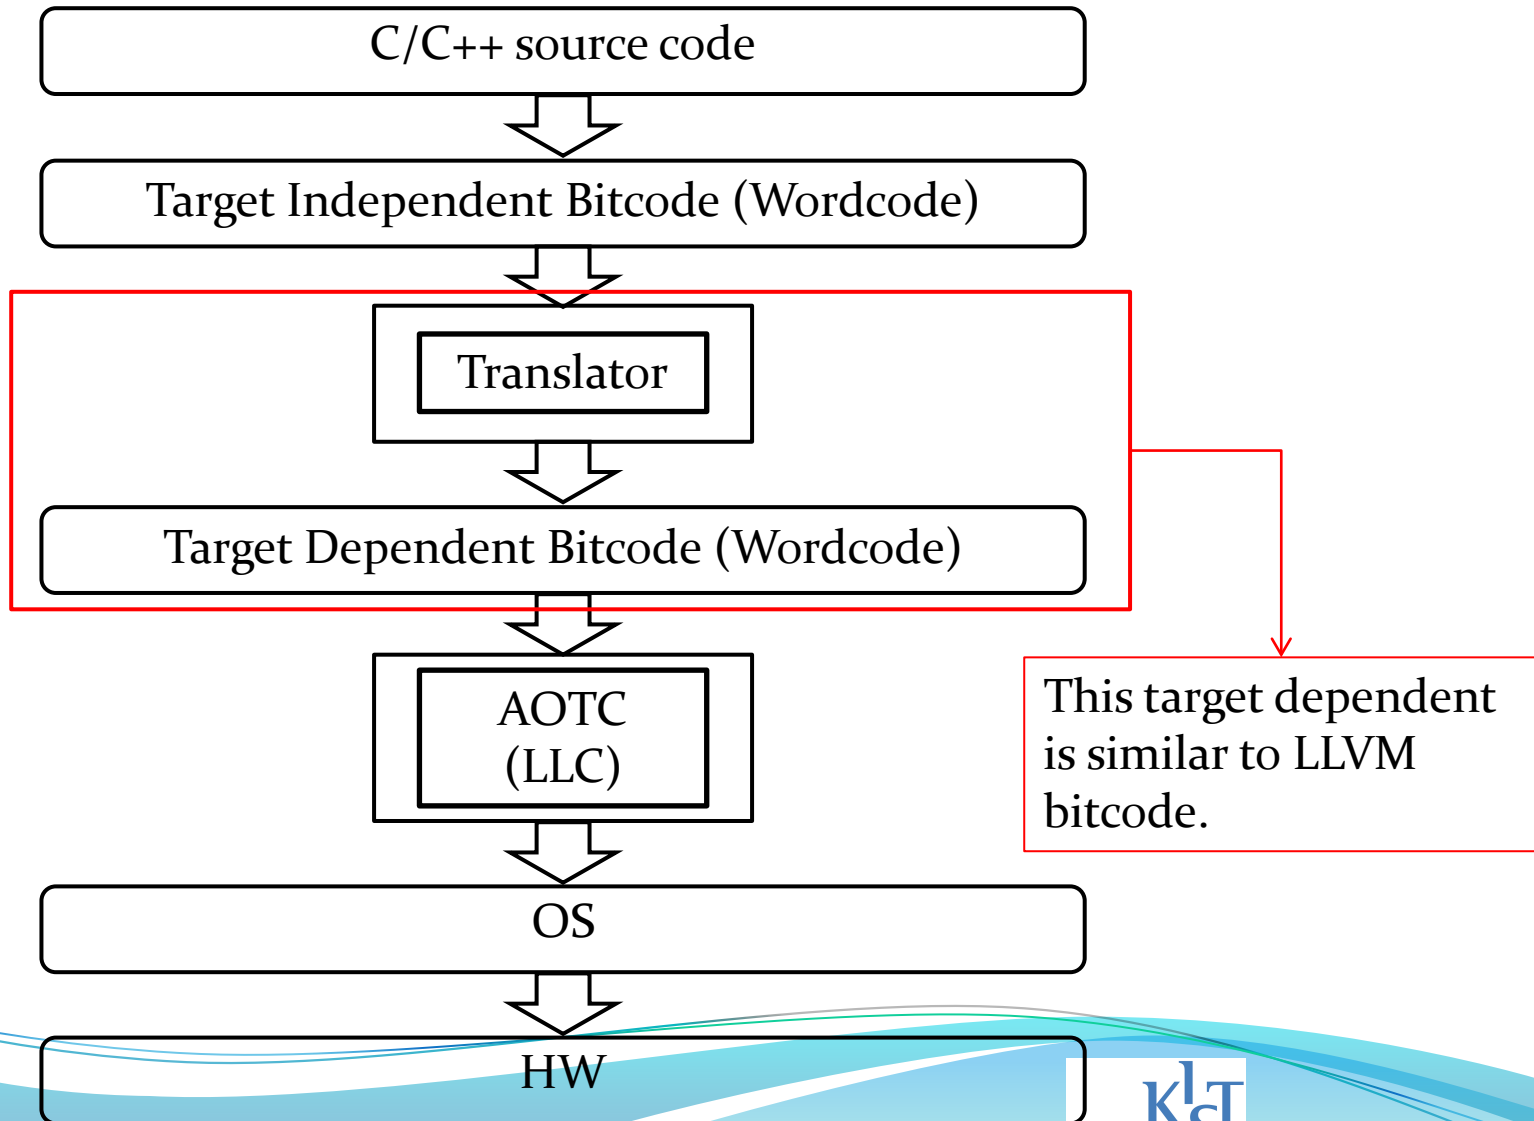 C/C++ source code
Target Independent Bitcode (Wordcode)
Translator
Target Dependent Bitcode (Wordcode)
AOTC
(LLC)
This target dependent
is similar to LLVM
bitcode.
OS
HW